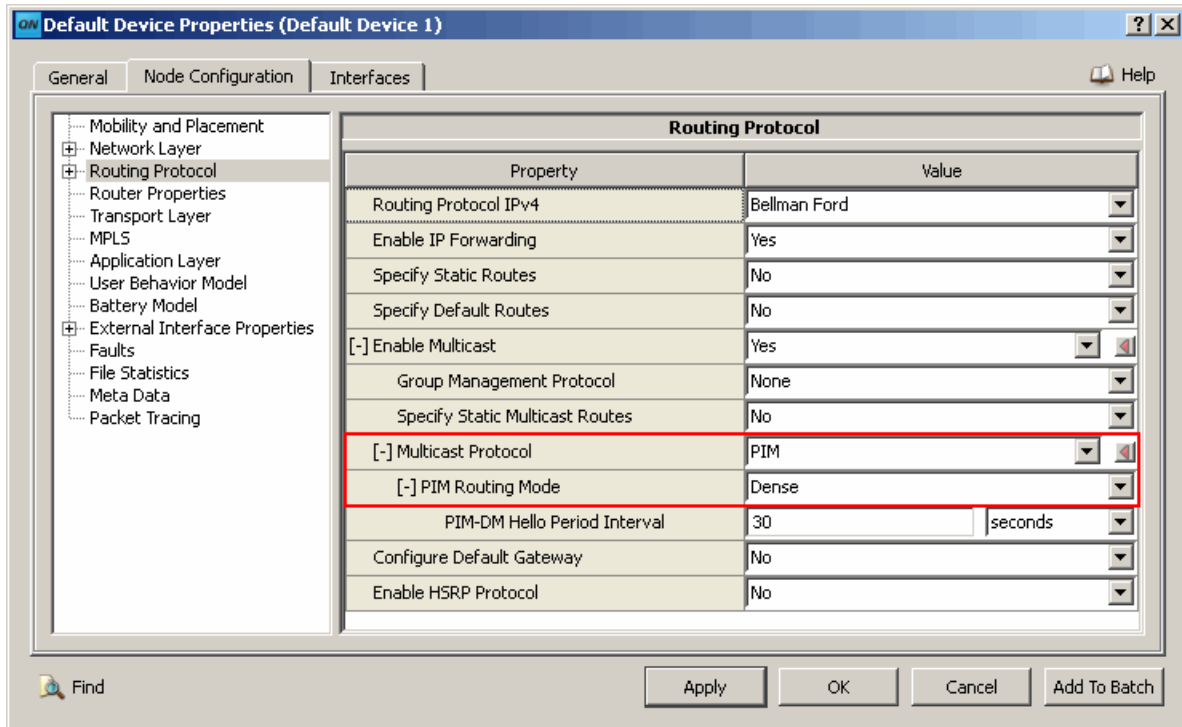 QN Default Device Properties (Default Device 1) ? X
General Node Configuration Interfaces Help
Mobility and Placement
Network Layer
Routing Protocol
Router Properties
Transport Layer
MPLS
Application Layer
User Behavior Model
Battery Model
External Interface Properties
Faults
File Statistics
Meta Data
Packet Tracing
Routing Protocol
Property Value
Routing Protocol IPv4 Bellman Ford
Enable IP Forwarding Yes
Specify Static Routes No
Specify Default Routes No
[-] Enable Multicast Yes
Group Management Protocol None
Specify Static Multicast Routes No
[-] Multicast Protocol PIM
[-] PIM Routing Mode Dense
PIM-DM Hello Period Interval 30 seconds
Configure Default Gateway No
Enable HSRP Protocol No
Find Apply OK Cancel Add To Batch